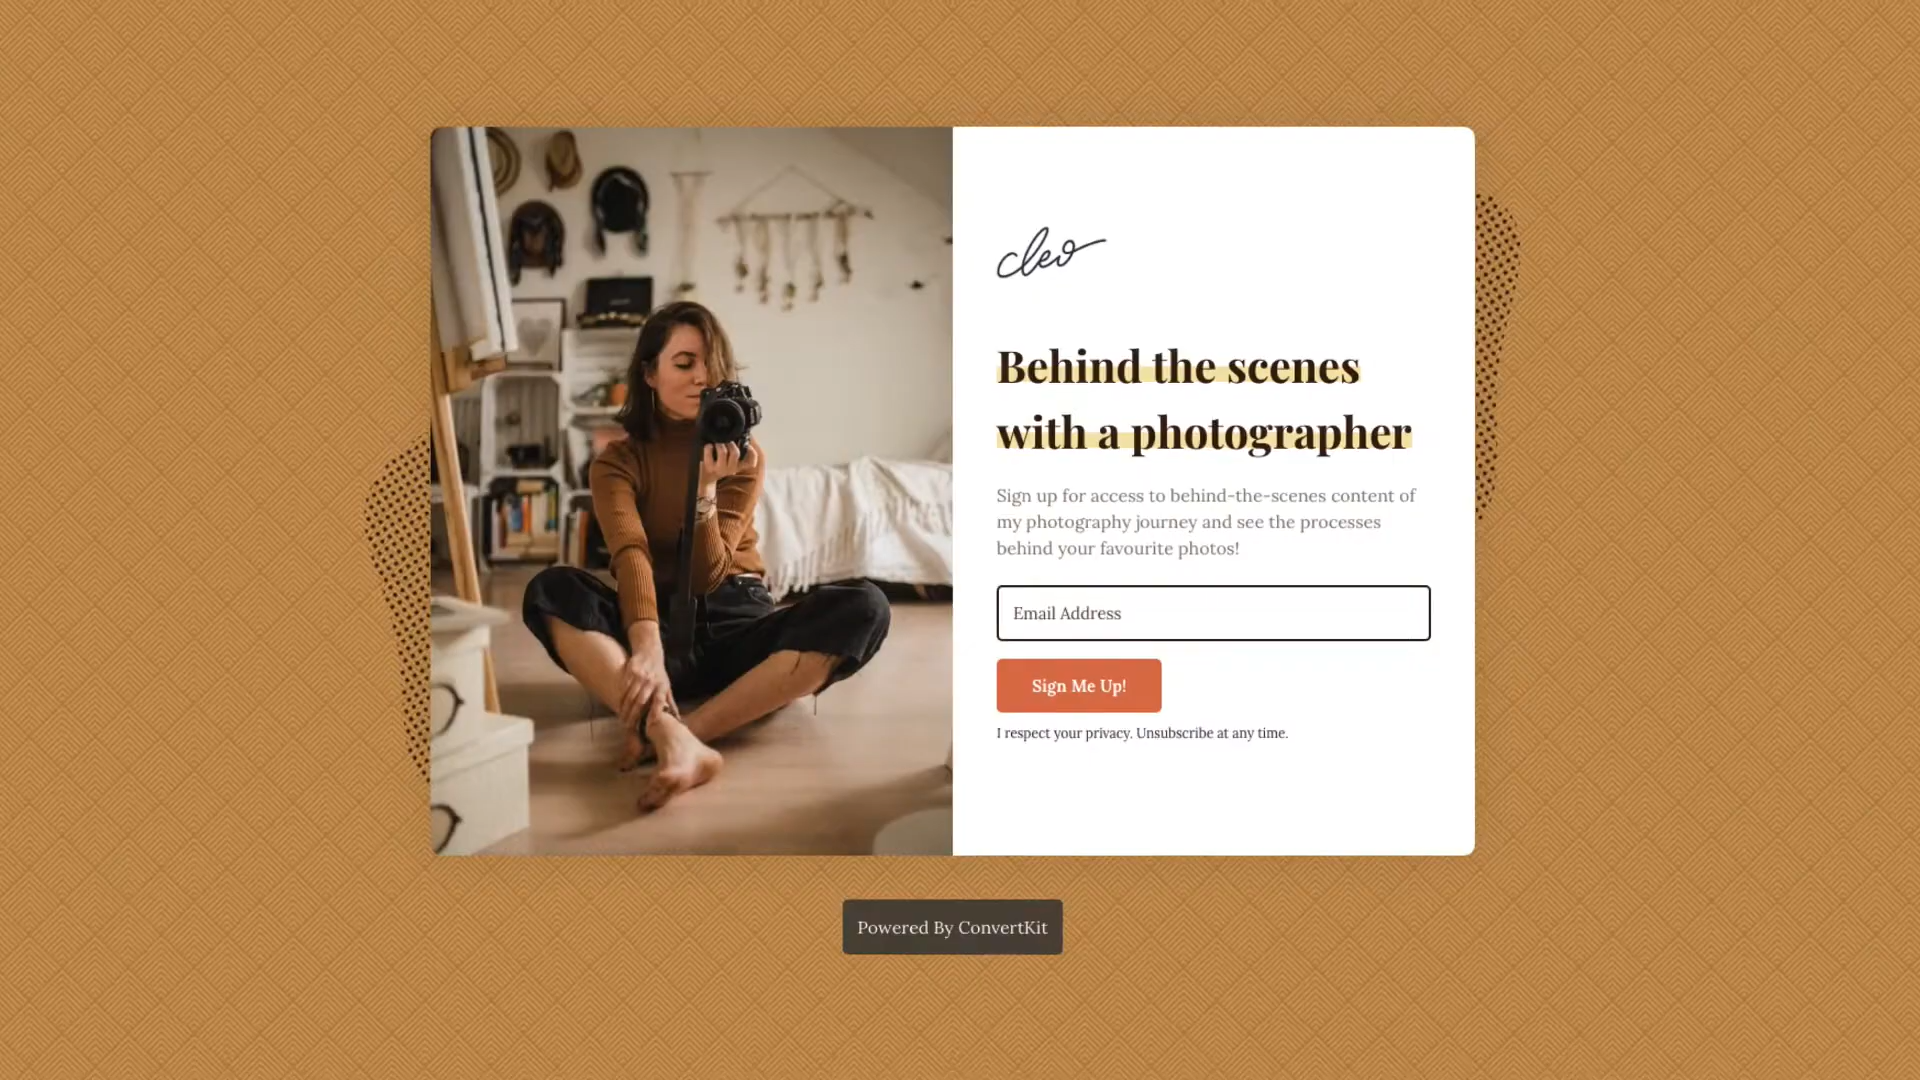 cleo
Behind the scenes
with a photographer
Sign up for access to behind-the-scenes content of
my photography journey and see the processes
behind your favourite photos!
Email Address
Sign Me Up!
I respect your privacy. Unsubscribe at any time.
Powered By ConvertKit